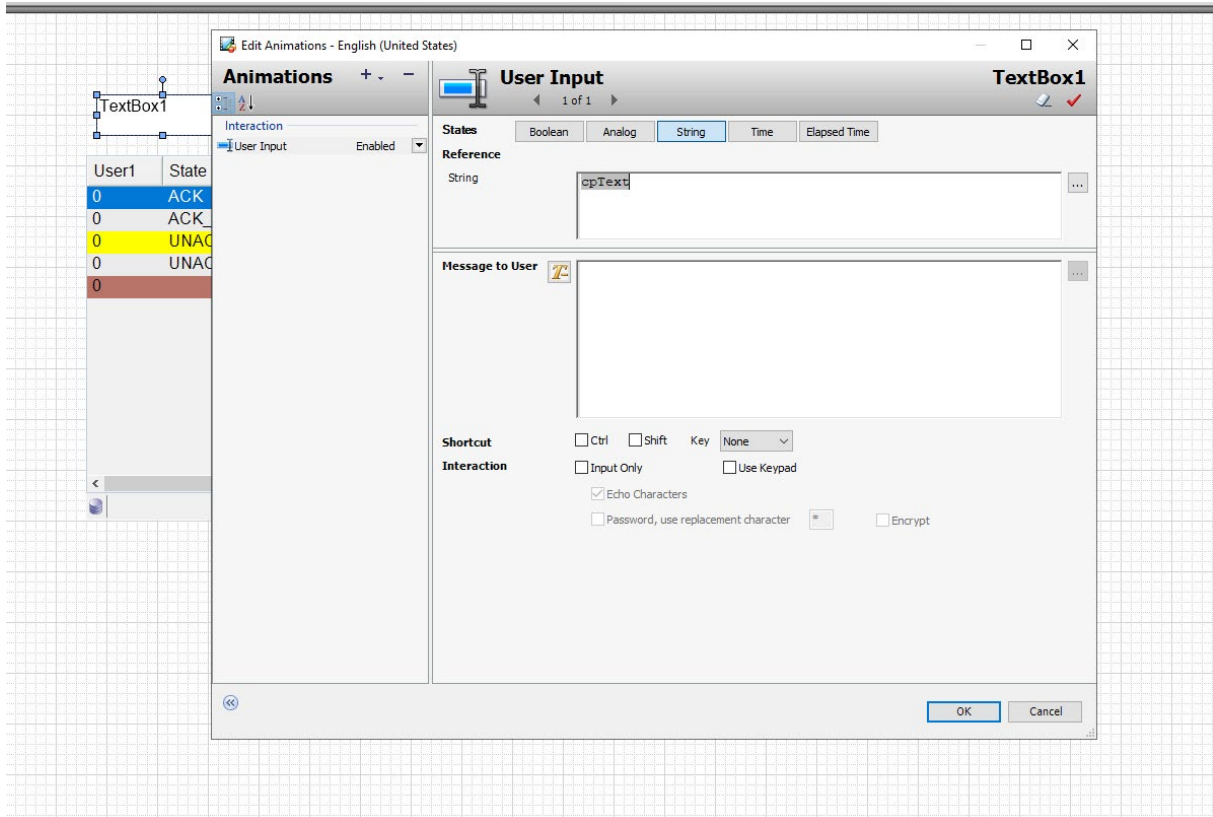 Edit Animations - English (United States)
Animations
User Input
TextBox1
1 of 1
TextBox1
Interaction
User Input Enabled
States Boolean Analog String Time Elapsed Time
Reference
String cpText ...
User1 State
0 ACK
0 ACK_
0 UNAC
0 UNAC
0
Message to User T ...
Shortcut Ctrl Shift Key None
Interaction Input Only Use Keypad
Echo Characters
Password, use replacement character * Encrypt
OK Cancel